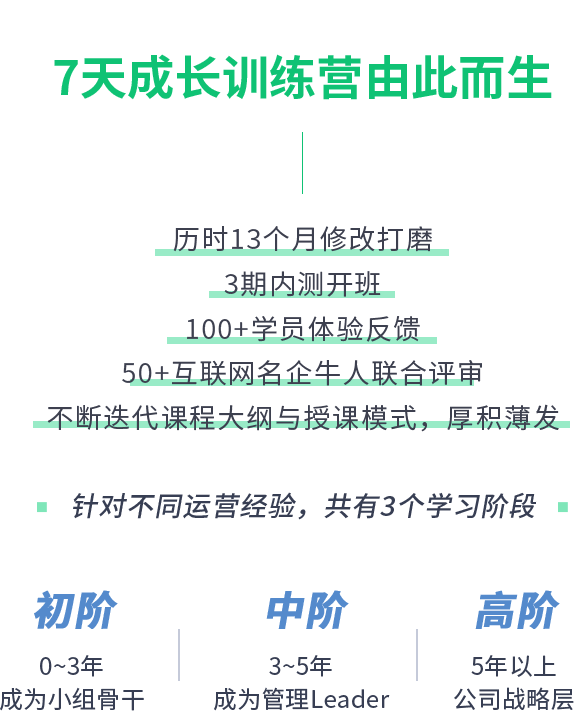 7天成长训练营由此而生
历时13个月修改打磨
3期内测开班
100+学员体验反馈
50+互联网名企牛人联合评审
不断迭代课程大纲与授课模式，厚积薄发
针对不同运营经验，共有3个学习阶段
初阶
0~3年
成为小组骨干
中阶
3~5年
成为管理Leader
高阶
5年以上
公司战略层